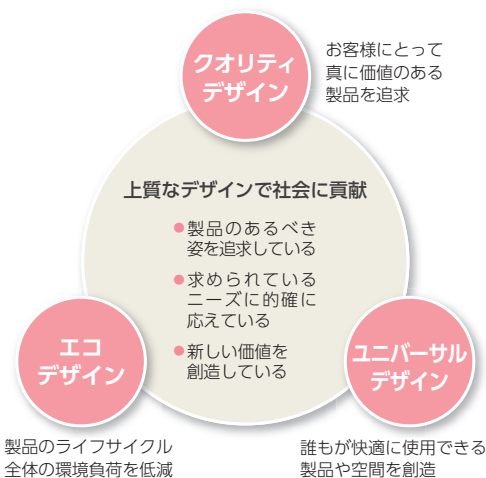 クオリティ
デザイン
お客様にとって
真に価値のある
製品を追求
上質なデザインで社会に貢献
●製品のあるべき
姿を追求している
●求められている
ニーズに的確に
応えている
●新しい価値を
創造している
エコ
デザイン
製品のライフサイクル
全体の環境負荷を低減
ユニバーサル
デザイン
誰もが快適に使用できる
製品や空間を創造